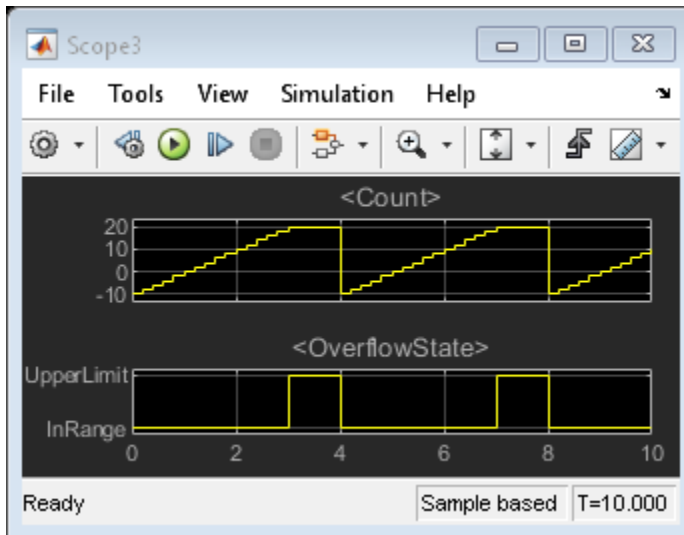 Scope3
File Tools View Simulation Help
<Count>
20
10
0
-10
<OverflowState>
UpperLimit
InRange
0 2 4 6 8 10
Ready Sample based T=10.000